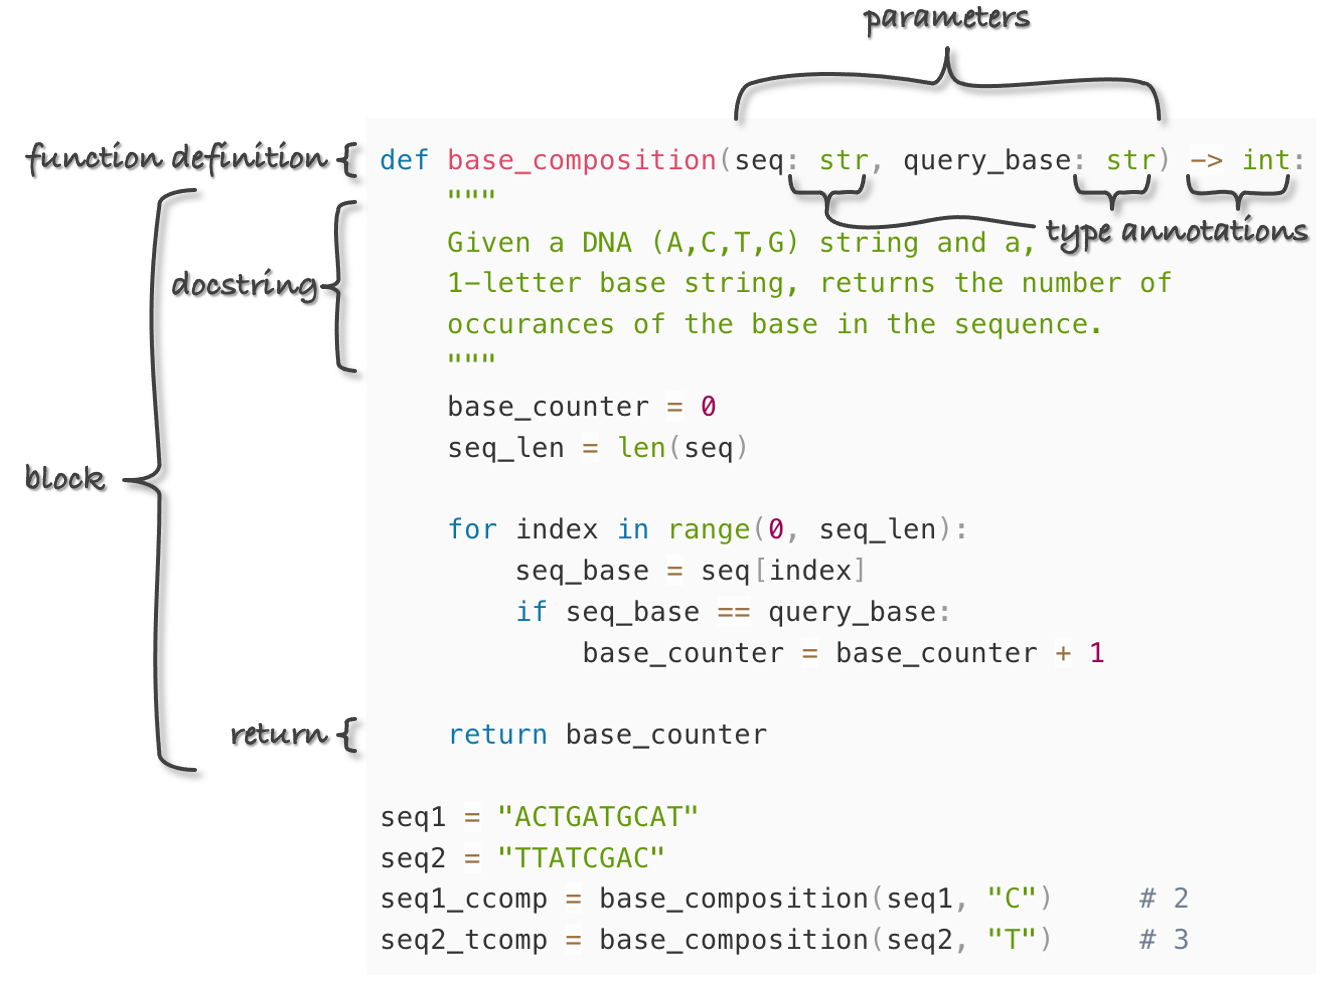 parameters
function definition { def base_composition(seq: str, query_base: str) -> int:
"""
type annotations
Given a DNA (A,C,T,G) string and a,
docstring
1-letter base string, returns the number of
occurances of the base in the sequence.
"""
base_counter = 0
seq_len = len(seq)
block
for index in range(0, seq_len):
seq_base = seq[index]
if seq_base == query_base:
base_counter = base_counter + 1
return { return base_counter
seq1 = "ACTGATGCAT"
seq2 = "TTATCGAC"
seq1_ccomp = base_composition(seq1, "C") # 2
seq2_tcomp = base_composition(seq2, "T") # 3